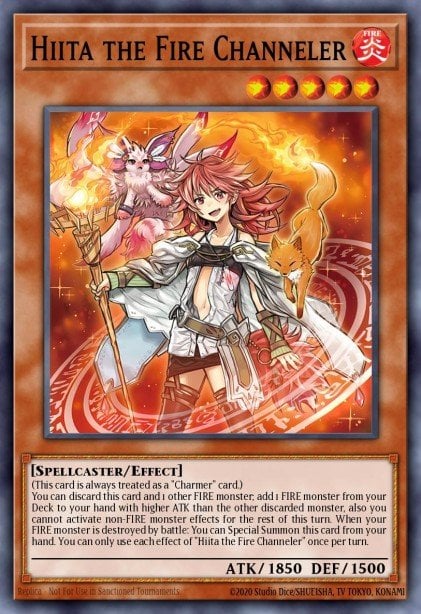 Hiita the Fire Channeler
FIRE
炎
[Spellcaster/Effect]
(This card is always treated as a "Charmer" card.)
You can discard this card and 1 other FIRE monster; add 1 FIRE monster from your
Deck to your hand with higher ATK than the other discarded monster, also you
cannot activate non-FIRE monster effects for the rest of this turn. When your
FIRE monster is destroyed by battle: You can Special Summon this card from your
hand. You can only use each effect of "Hiita the Fire Channeler" once per turn.
ATK/1850 DEF/1500
Replica - Not For Use in Sanctioned Tournaments. ©2020 Studio Dice/SHUEISHA, TV TOKYO, KONAMI